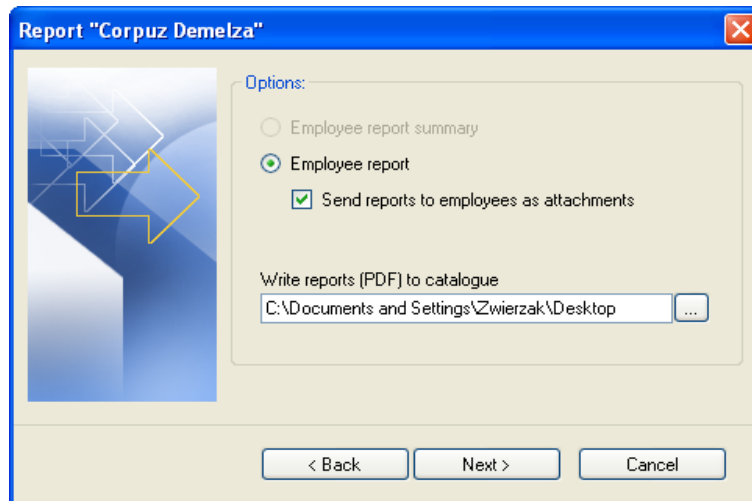 Report "Corpuz Demelza"
Options:
Employee report summary
Employee report
Send reports to employees as attachments
Write reports (PDF) to catalogue
C:\Documents and Settings\Zwierzak\Desktop
...
< Back
Next >
Cancel